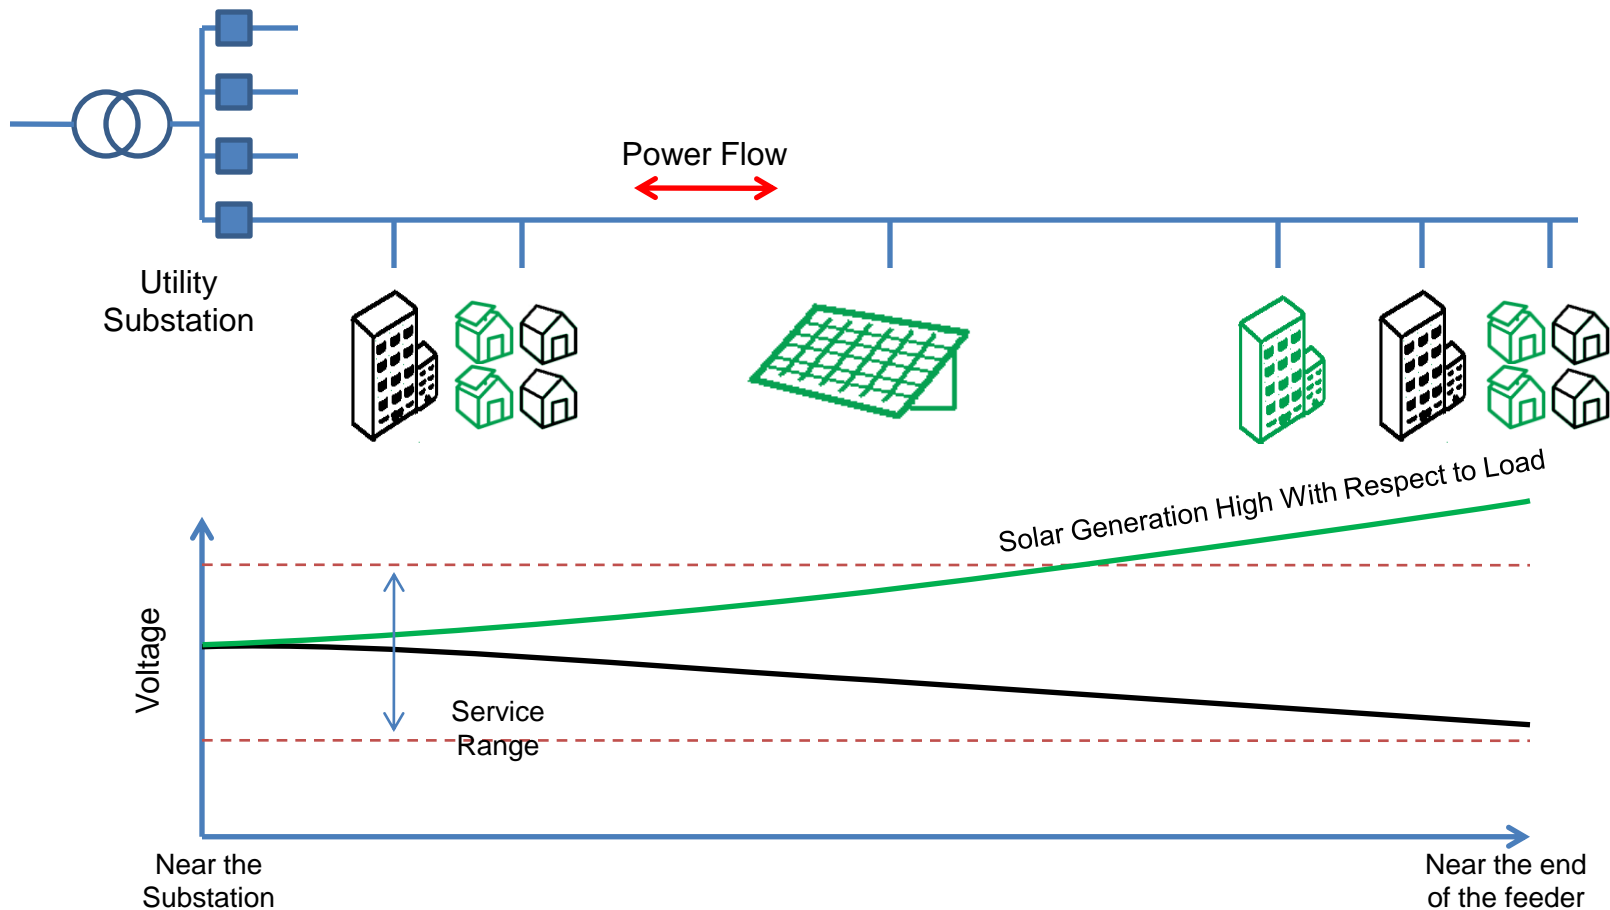 Power Flow
Utility
Substation
Solar Generation High With Respect to Load
Voltage
Service
Range
Near the
Substation
Near the end
of the feeder